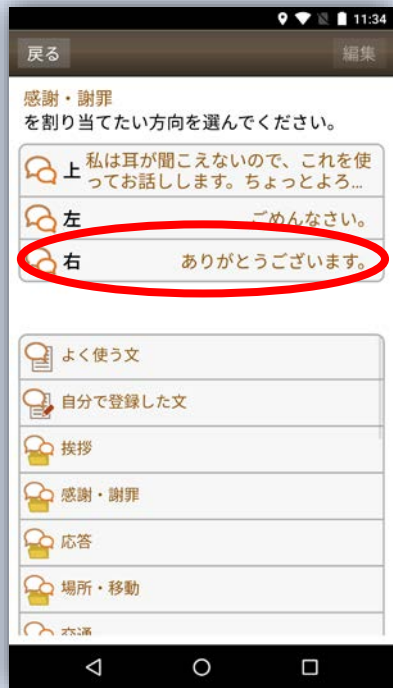 11:34
戻る
編集
感謝・謝罪
を割り当てたい方向を選んでください。
上 私は耳が聞こえないので、これを使
ってお話しします。ちょっとよろ...
左 ごめんなさい。
右 ありがとうございます。
よく使う文
自分で登録した文
挨拶
感謝・謝罪
応答
場所・移動
交通